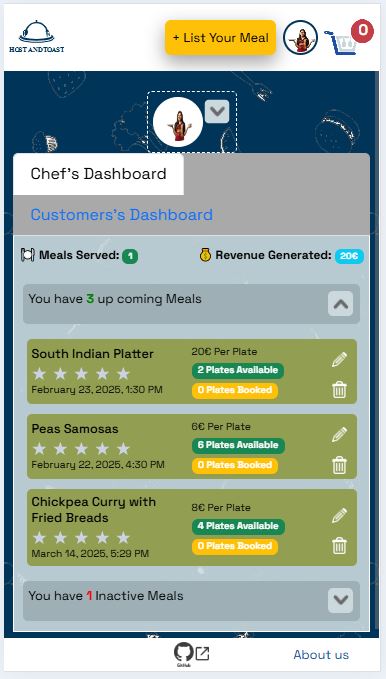 + List Your Meal
0
HOST AND TOAST
Chef's Dashboard
Customers's Dashboard
Meals Served: 1
Revenue Generated: 20€
You have 3 up coming Meals
South Indian Platter
February 23, 2025, 1:30 PM
20€ Per Plate
2 Plates Available
0 Plates Booked
Peas Samosas
February 22, 2025, 4:30 PM
6€ Per Plate
6 Plates Available
0 Plates Booked
Chickpea Curry with
Fried Breads
March 14, 2025, 5:29 PM
8€ Per Plate
4 Plates Available
0 Plates Booked
You have 1 Inactive Meals
GitHub
About us